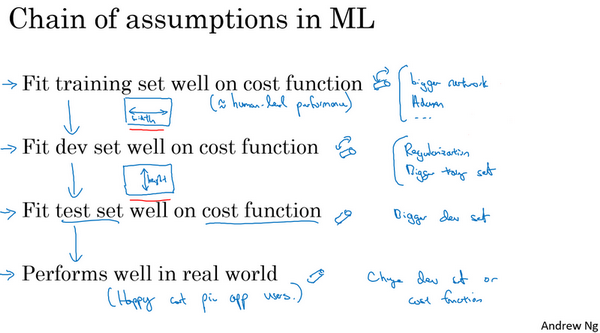 Chain of assumptions in ML
→ Fit training set well on cost function
bigger network
Adam
...
(≈ human-level performance)
width
→ Fit dev set well on cost function
Regularization
Bigger train set
height
→ Fit test set well on cost function
Bigger dev set
→ Performs well in real world
Change dev set or
cost function
(Happy cat pic app users.)
Andrew Ng